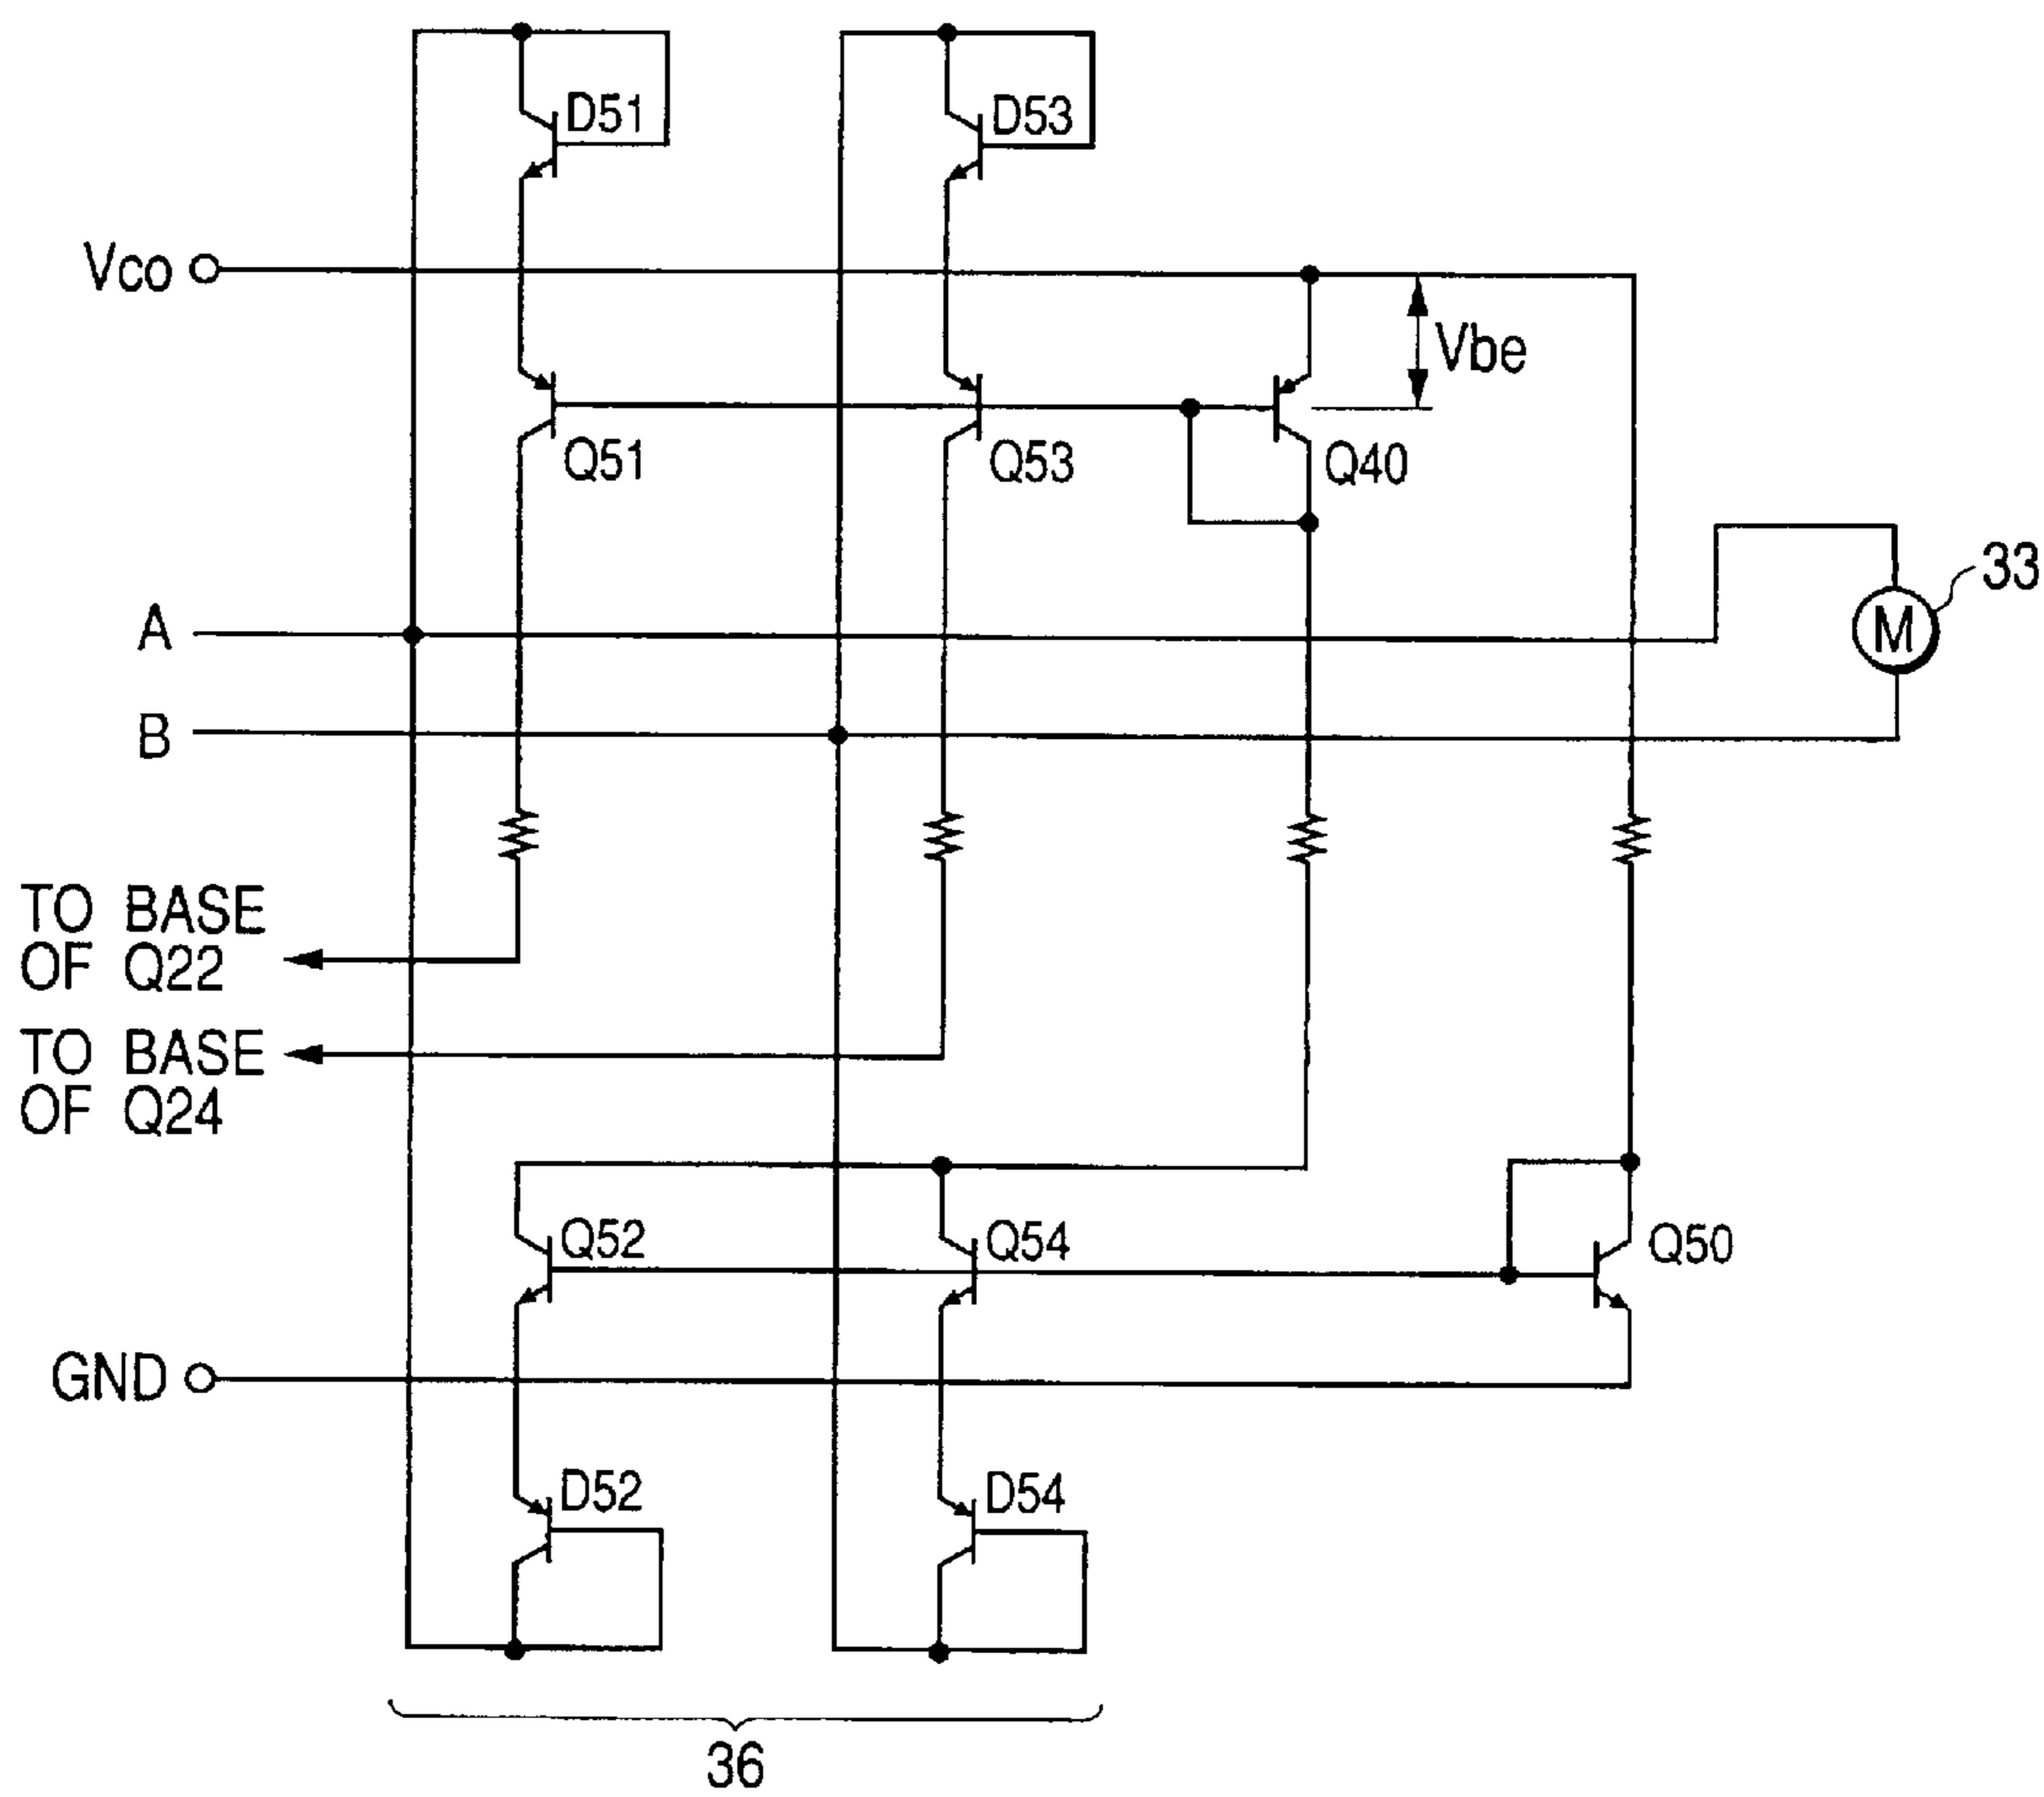 D51
D53
Vco
Vbe
Q51
Q53
Q40
A
M
33
B
TO BASE
OF Q22
TO BASE
OF Q24
Q52
Q54
Q50
GND
D52
D54
36